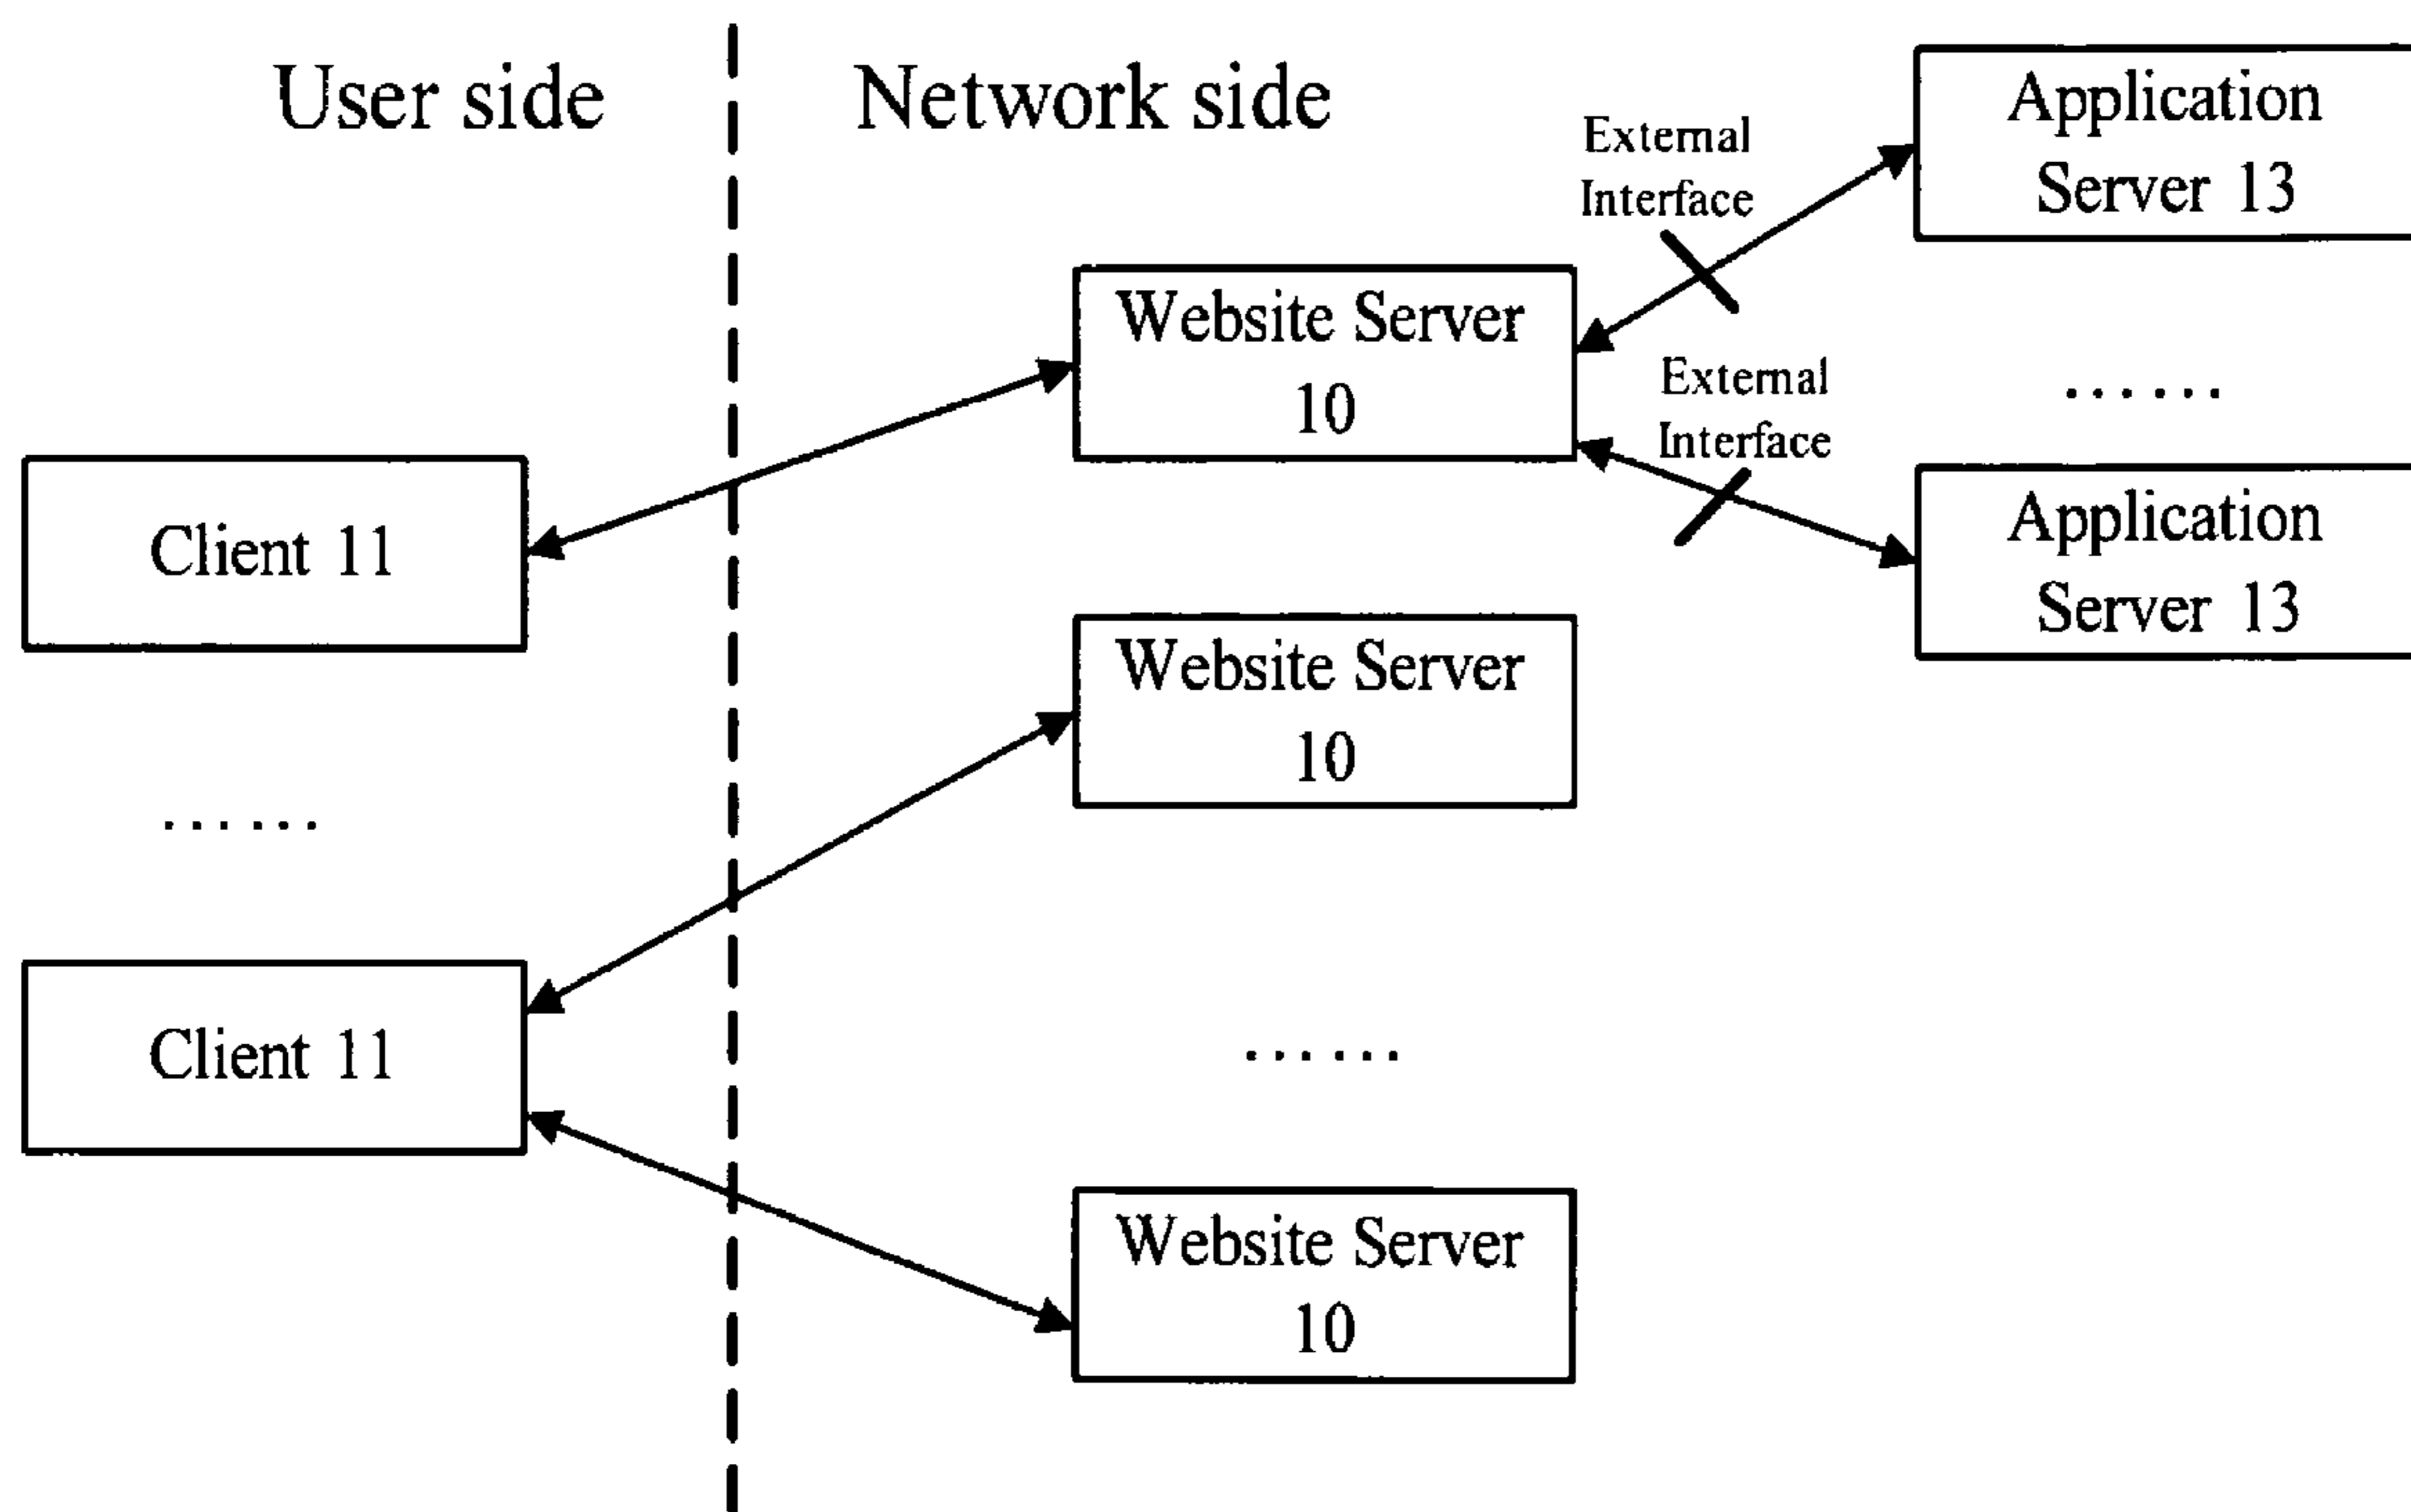 User side
Network side
External
Interface
Application
Server 13
Website Server
10
External
Interface
......
Client 11
Application
Server 13
Website Server
10
......
Client 11
......
Website Server
10